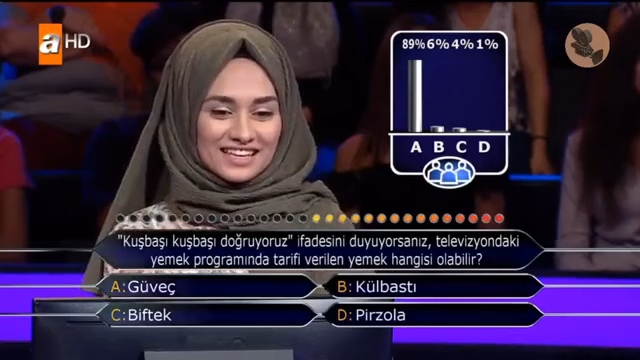 a HD
89% 6% 4% 1%
A B C D
"Kuşbaşı kuşbaşı doğruyoruz" ifadesini duyuyorsanız, televizyondaki
yemek programında tarifi verilen yemek hangisi olabilir?
A:Güveç
B:Külbastı
C:Biftek
D:Pirzola